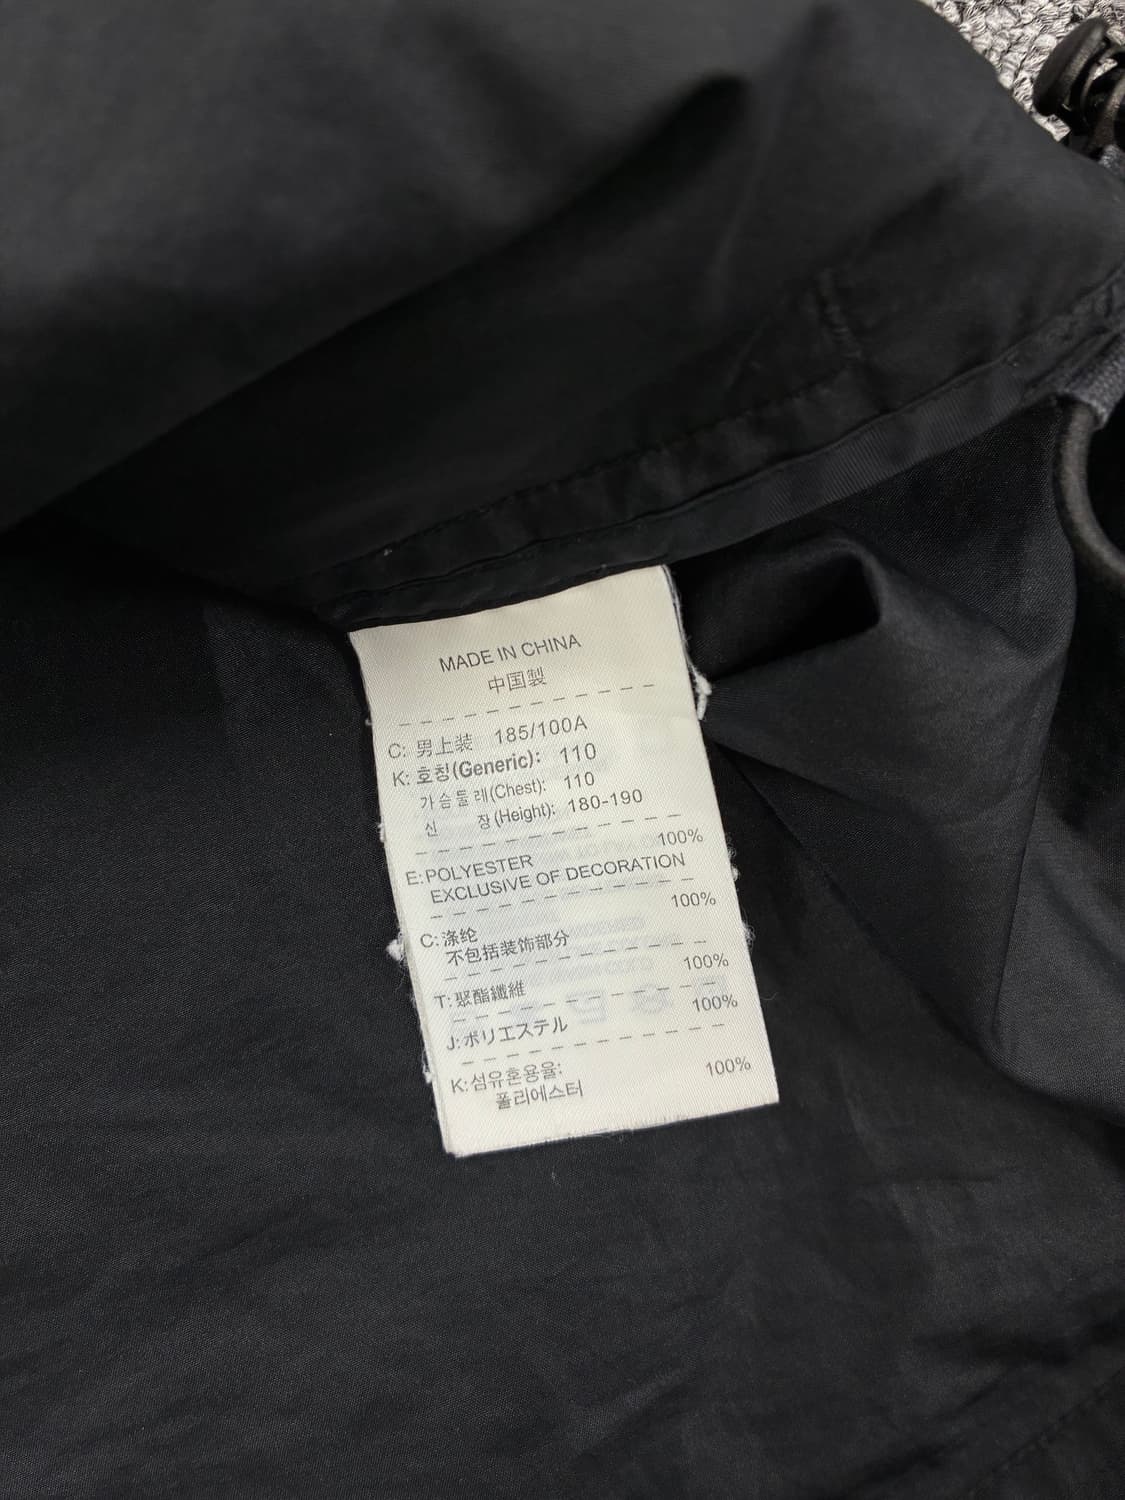 MADE IN CHINA
中国製
C: 男上装 185/100A
K: 호칭(Generic): 110
가슴둘레(Chest): 110
신 장(Height): 180-190
E: POLYESTER 100%
EXCLUSIVE OF DECORATION
C: 涤纶 100%
不包括装饰部分
T: 聚酯纖維 100%
J: ポリエステル 100%
K: 섬유혼용율:
폴리에스터 100%